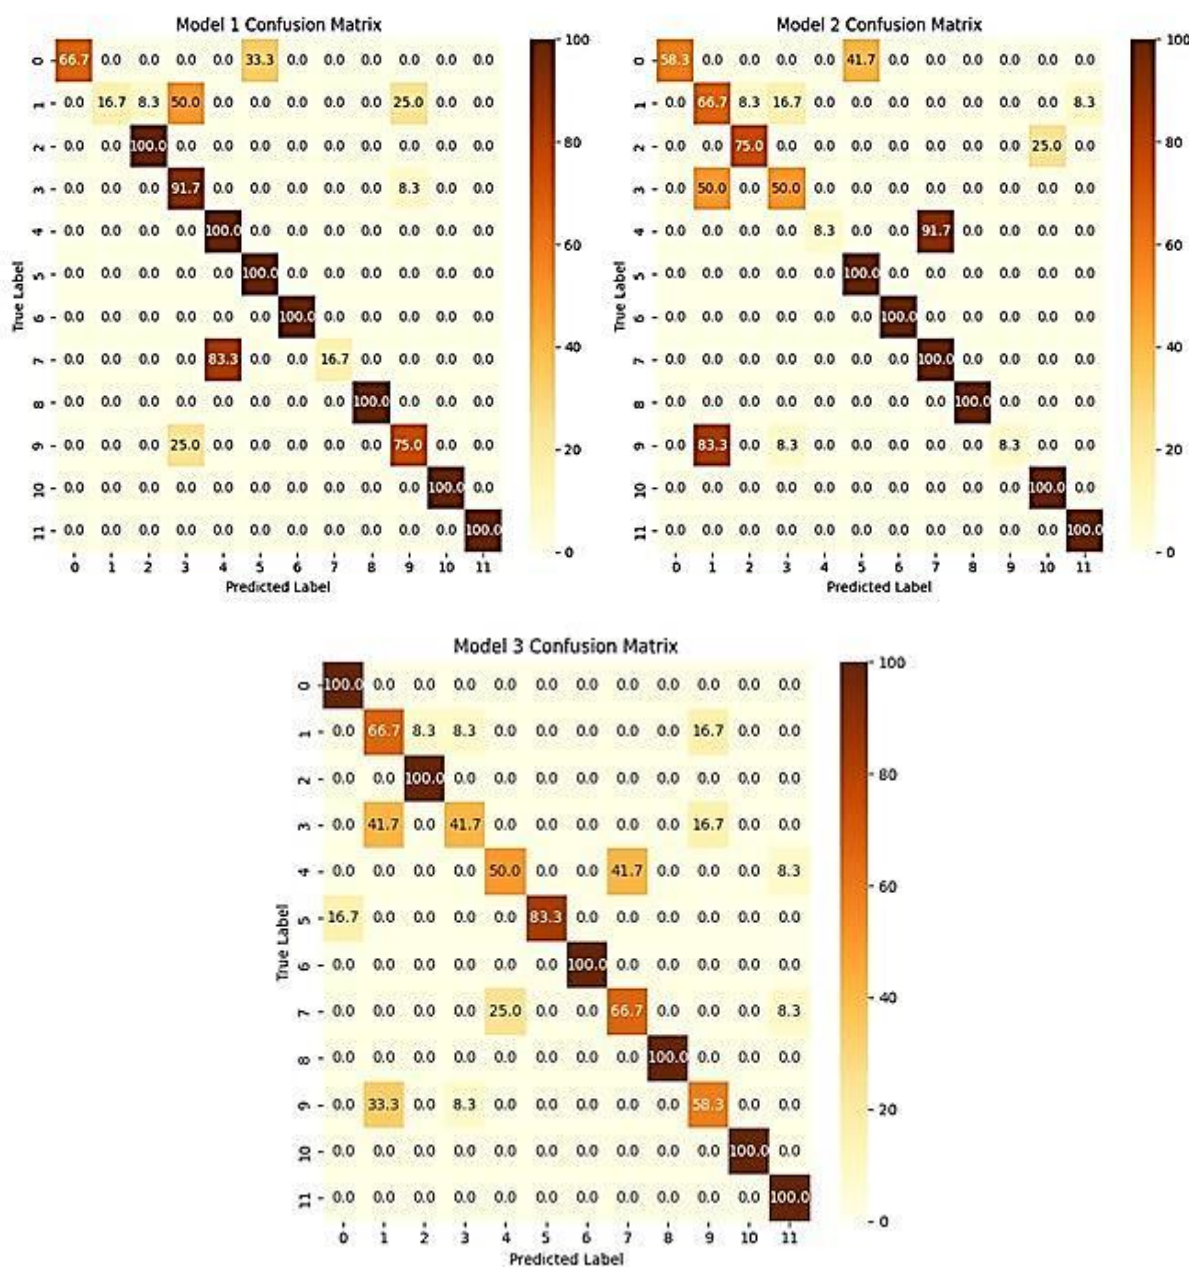 Model 1 Confusion Matrix
0 66.7 0.0 0.0 0.0 0.0 33.3 0.0 0.0 0.0 0.0 0.0 0.0
1 0.0 16.7 8.3 50.0 0.0 0.0 0.0 0.0 0.0 25.0 0.0 0.0
2 0.0 0.0 100.0 0.0 0.0 0.0 0.0 0.0 0.0 0.0 0.0 0.0
3 0.0 0.0 0.0 91.7 0.0 0.0 0.0 0.0 0.0 8.3 0.0 0.0
4 0.0 0.0 0.0 0.0 100.0 0.0 0.0 0.0 0.0 0.0 0.0 0.0
5 0.0 0.0 0.0 0.0 0.0 100.0 0.0 0.0 0.0 0.0 0.0 0.0
6 0.0 0.0 0.0 0.0 0.0 0.0 100.0 0.0 0.0 0.0 0.0 0.0
7 0.0 0.0 0.0 0.0 83.3 0.0 0.0 16.7 0.0 0.0 0.0 0.0
8 0.0 0.0 0.0 0.0 0.0 0.0 0.0 0.0 100.0 0.0 0.0 0.0
9 0.0 0.0 0.0 25.0 0.0 0.0 0.0 0.0 0.0 75.0 0.0 0.0
10 0.0 0.0 0.0 0.0 0.0 0.0 0.0 0.0 0.0 0.0 100.0 0.0
11 0.0 0.0 0.0 0.0 0.0 0.0 0.0 0.0 0.0 0.0 0.0 100.0
0 1 2 3 4 5 6 7 8 9 10 11
True Label
Predicted Label
100
80
60
40
20
0
Model 2 Confusion Matrix
0 58.3 0.0 0.0 0.0 0.0 41.7 0.0 0.0 0.0 0.0 0.0 0.0
1 0.0 66.7 8.3 16.7 0.0 0.0 0.0 0.0 0.0 0.0 0.0 8.3
2 0.0 0.0 75.0 0.0 0.0 0.0 0.0 0.0 0.0 0.0 25.0 0.0
3 0.0 50.0 0.0 50.0 0.0 0.0 0.0 0.0 0.0 0.0 0.0 0.0
4 0.0 0.0 0.0 0.0 8.3 0.0 0.0 91.7 0.0 0.0 0.0 0.0
5 0.0 0.0 0.0 0.0 0.0 100.0 0.0 0.0 0.0 0.0 0.0 0.0
6 0.0 0.0 0.0 0.0 0.0 0.0 100.0 0.0 0.0 0.0 0.0 0.0
7 0.0 0.0 0.0 0.0 0.0 0.0 0.0 100.0 0.0 0.0 0.0 0.0
8 0.0 0.0 0.0 0.0 0.0 0.0 0.0 0.0 100.0 0.0 0.0 0.0
9 0.0 83.3 0.0 8.3 0.0 0.0 0.0 0.0 0.0 8.3 0.0 0.0
10 0.0 0.0 0.0 0.0 0.0 0.0 0.0 0.0 0.0 0.0 100.0 0.0
11 0.0 0.0 0.0 0.0 0.0 0.0 0.0 0.0 0.0 0.0 0.0 100.0
0 1 2 3 4 5 6 7 8 9 10 11
True Label
Predicted Label
100
80
60
40
20
0
Model 3 Confusion Matrix
0 100.0 0.0 0.0 0.0 0.0 0.0 0.0 0.0 0.0 0.0 0.0 0.0
1 0.0 66.7 8.3 8.3 0.0 0.0 0.0 0.0 0.0 16.7 0.0 0.0
2 0.0 0.0 100.0 0.0 0.0 0.0 0.0 0.0 0.0 0.0 0.0 0.0
3 0.0 41.7 0.0 41.7 0.0 0.0 0.0 0.0 0.0 16.7 0.0 0.0
4 0.0 0.0 0.0 0.0 50.0 0.0 0.0 41.7 0.0 0.0 0.0 8.3
5 16.7 0.0 0.0 0.0 0.0 83.3 0.0 0.0 0.0 0.0 0.0 0.0
6 0.0 0.0 0.0 0.0 0.0 0.0 100.0 0.0 0.0 0.0 0.0 0.0
7 0.0 0.0 0.0 0.0 25.0 0.0 0.0 66.7 0.0 0.0 0.0 8.3
8 0.0 0.0 0.0 0.0 0.0 0.0 0.0 0.0 100.0 0.0 0.0 0.0
9 0.0 33.3 0.0 8.3 0.0 0.0 0.0 0.0 0.0 58.3 0.0 0.0
10 0.0 0.0 0.0 0.0 0.0 0.0 0.0 0.0 0.0 0.0 100.0 0.0
11 0.0 0.0 0.0 0.0 0.0 0.0 0.0 0.0 0.0 0.0 0.0 100.0
0 1 2 3 4 5 6 7 8 9 10 11
True Label
Predicted Label
100
80
60
40
20
0